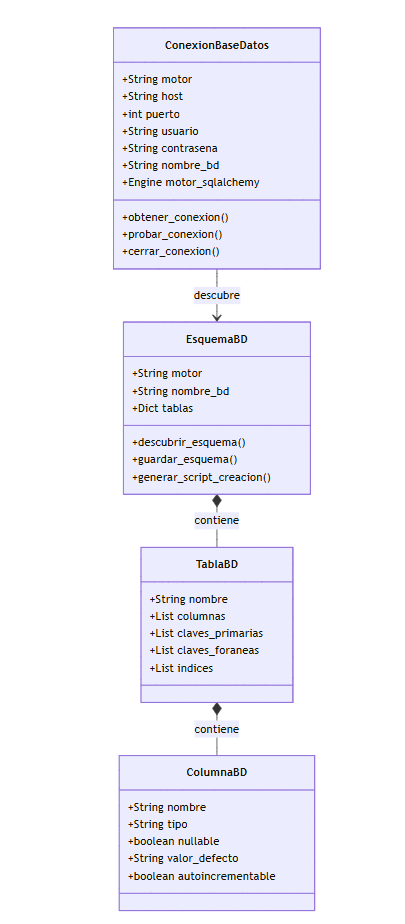 ConexionBaseDatos
+String motor
+String host
+int puerto
+String usuario
+String contrasena
+String nombre_bd
+Engine motor_sqlalchemy
+obtener_conexion()
+probar_conexion()
+cerrar_conexion()
descubre
EsquemaBD
+String motor
+String nombre_bd
+Dict tablas
+descubrir_esquema()
+guardar_esquema()
+generar_script_creacion()
contiene
TablaBD
+String nombre
+List columnas
+List claves_primarias
+List claves_foraneas
+List indices
contiene
ColumnaBD
+String nombre
+String tipo
+boolean nullable
+String valor_defecto
+boolean autoincrementable